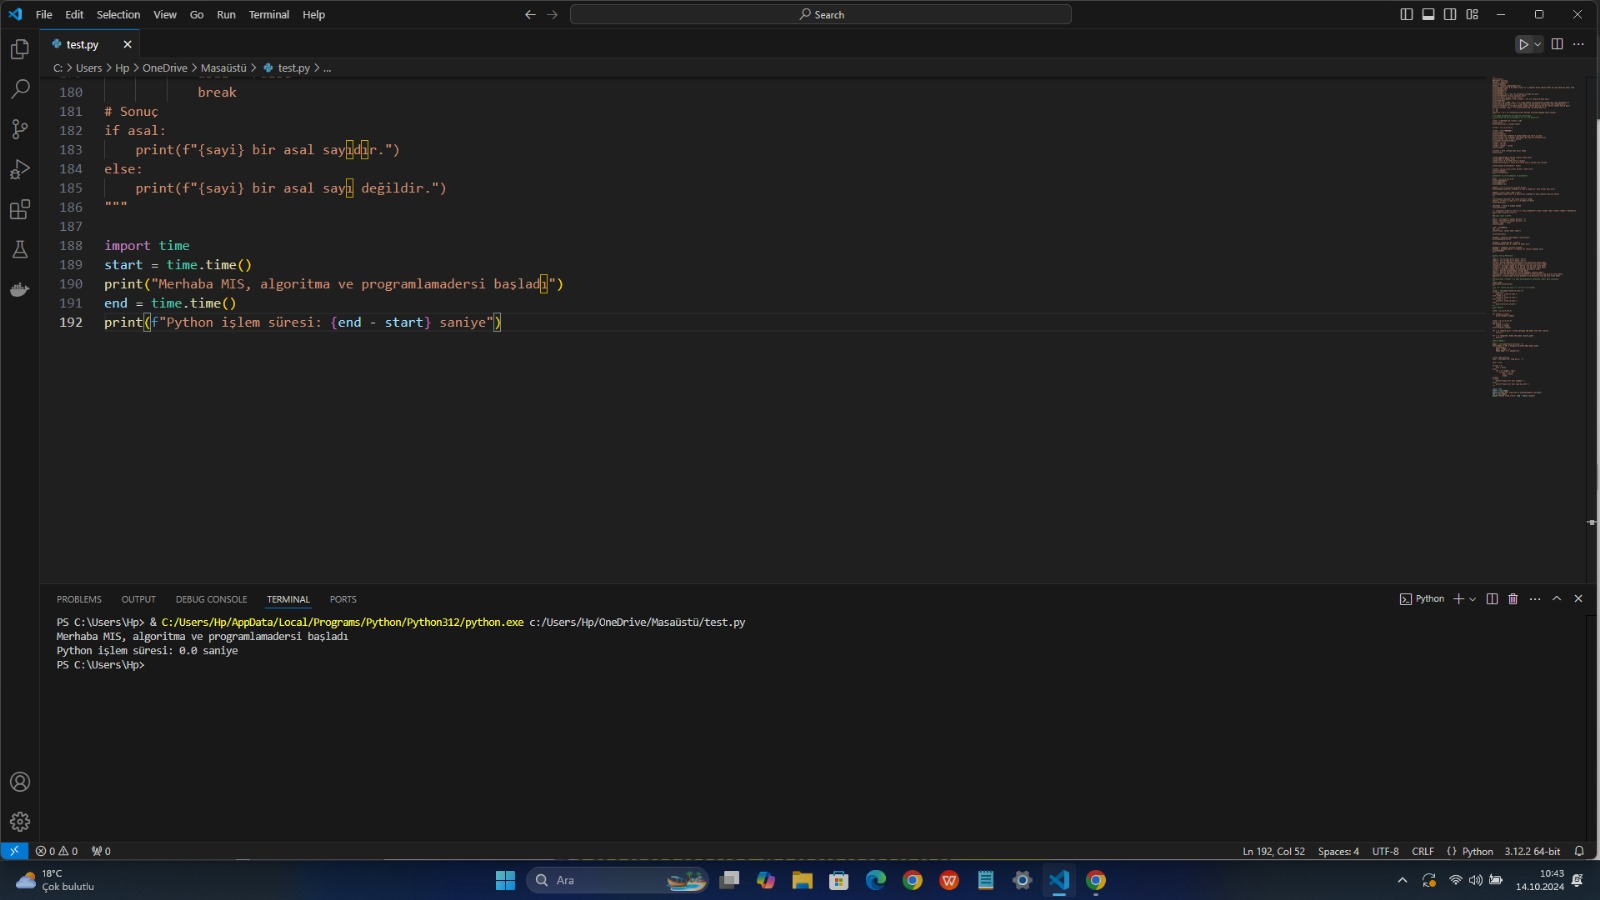 File Edit Selection View Go Run Terminal Help
Search
test.py
C: > Users > Hp > OneDrive > Masaüstü > test.py > ...
180 break
181 # Sonuç
182 if asal:
183 print(f"{sayi} bir asal sayıdır.")
184 else:
185 print(f"{sayi} bir asal sayı değildir.")
186 """
187
188 import time
189 start = time.time()
190 print("Merhaba MIS, algoritma ve programlamadersi başladı")
191 end = time.time()
192 print(f"Python işlem süresi: {end - start} saniye")
PROBLEMS OUTPUT DEBUG CONSOLE TERMINAL PORTS
Python
PS C:\Users\Hp> & C:/Users/Hp/AppData/Local/Programs/Python/Python312/python.exe c:/Users/Hp/OneDrive/Masaüstü/test.py
Merhaba MIS, algoritma ve programlamadersi başladı
Python işlem süresi: 0.0 saniye
PS C:\Users\Hp>
0 0 0
Ln 192, Col 52 Spaces: 4 UTF-8 CRLF {} Python 3.12.2 64-bit
18°C
Çok bulutlu
Ara
10:43
14.10.2024